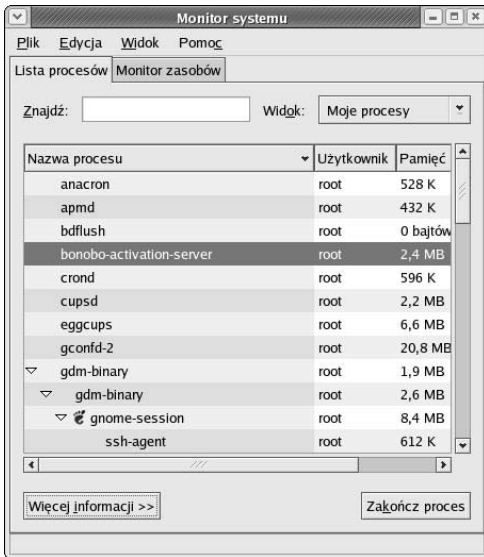 Monitor systemu
Plik Edycja Widok Pomoc
Lista procesów Monitor zasobów
Znajdź: Widok: Moje procesy
Nazwa procesu Użytkownik Pamięć
anacron root 528 K
apmd root 432 K
bdflush root 0 bajtów
bonobo-activation-server root 2,4 MB
crond root 596 K
cupsd root 2,2 MB
eggcups root 6,6 MB
gconfd-2 root 20,8 MB
gdm-binary root 1,9 MB
gdm-binary root 2,6 MB
gnome-session root 8,4 MB
ssh-agent root 612 K
Więcej informacji >> Zakończ proces